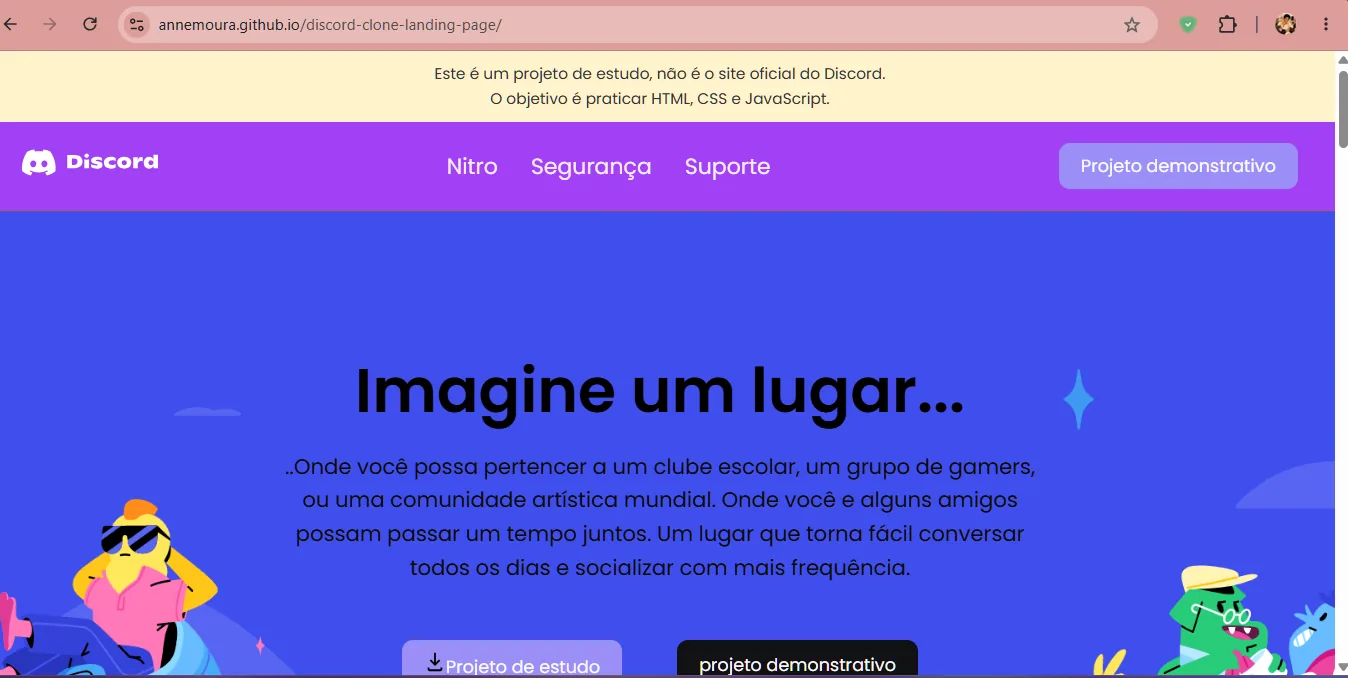 annemoura.github.io/discord-clone-landing-page/
Este é um projeto de estudo, não é o site oficial do Discord.
O objetivo é praticar HTML, CSS e JavaScript.
Discord
Nitro
Segurança
Suporte
Projeto demonstrativo
Imagine um lugar...
..Onde você possa pertencer a um clube escolar, um grupo de gamers,
ou uma comunidade artística mundial. Onde você e alguns amigos
possam passar um tempo juntos. Um lugar que torna fácil conversar
todos os dias e socializar com mais frequência.
Projeto de estudo
projeto demonstrativo